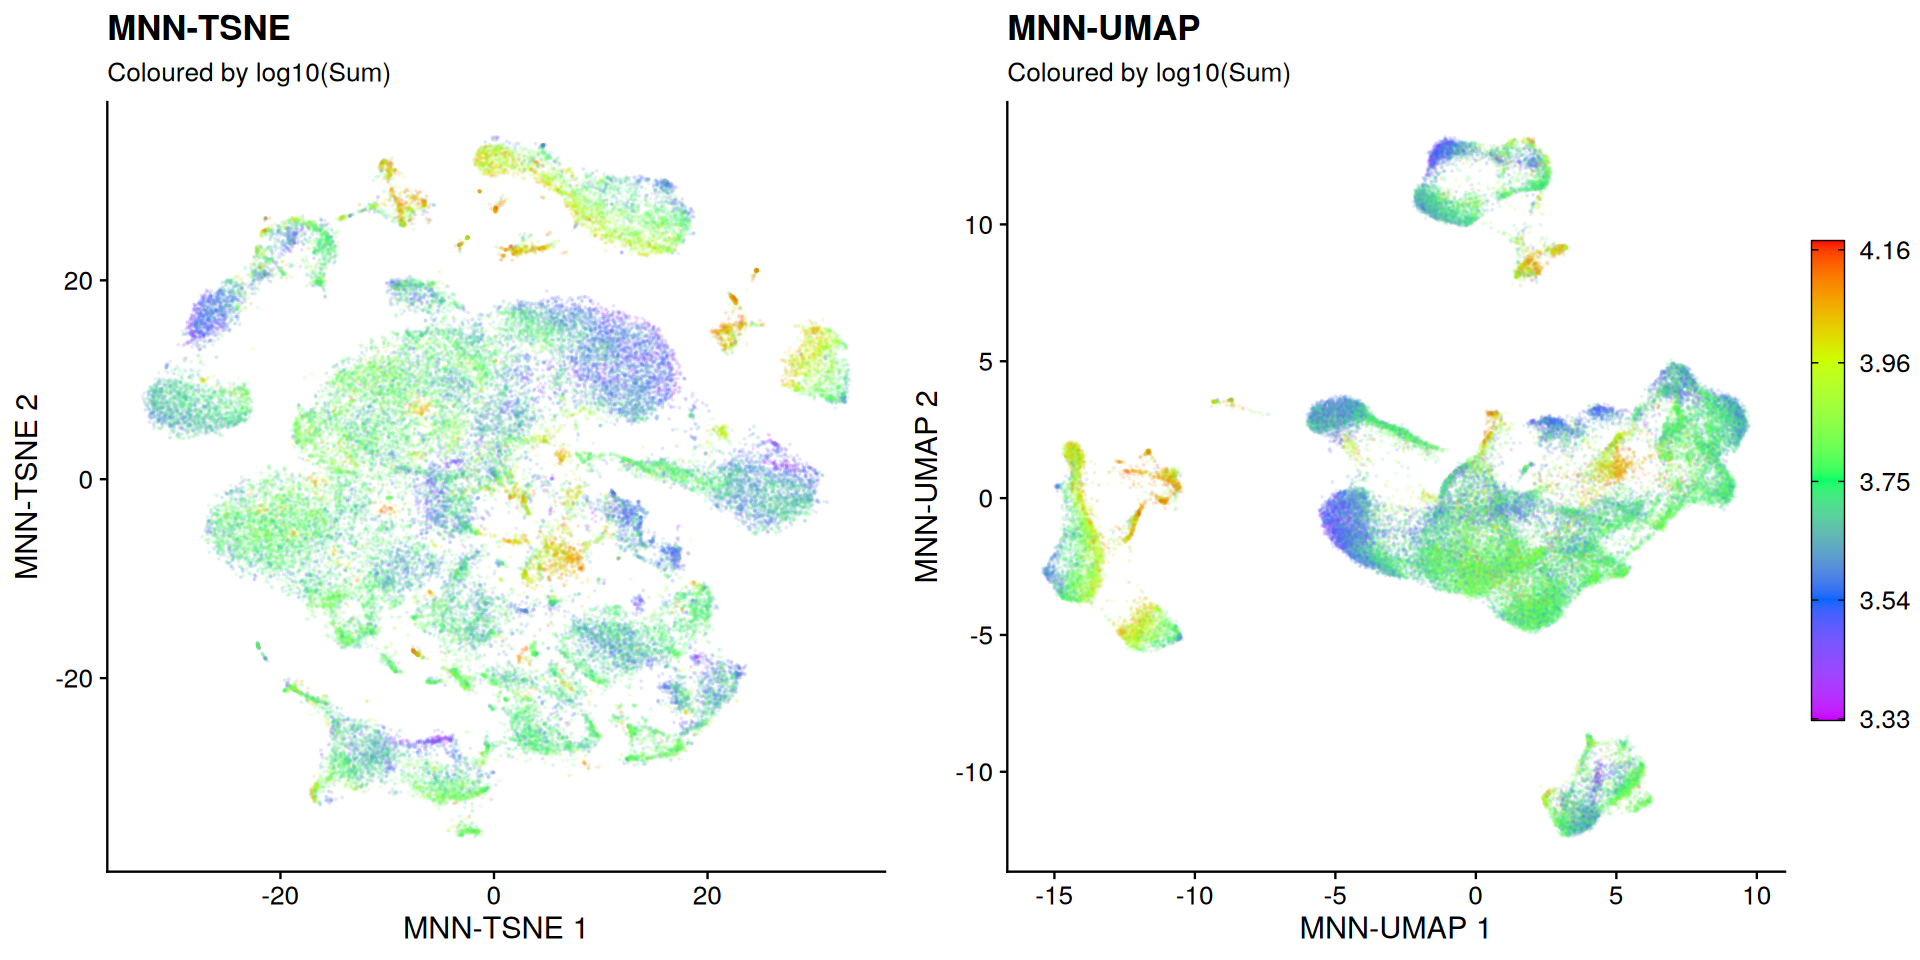 MNN-TSNE
Coloured by log10(Sum)
MNN-TSNE 2
20
0
-20
-20
0
20
MNN-TSNE 1
MNN-UMAP
Coloured by log10(Sum)
MNN-UMAP 2
10
5
0
-5
-10
-15
-10
-5
0
5
10
MNN-UMAP 1
4.16
3.96
3.75
3.54
3.33